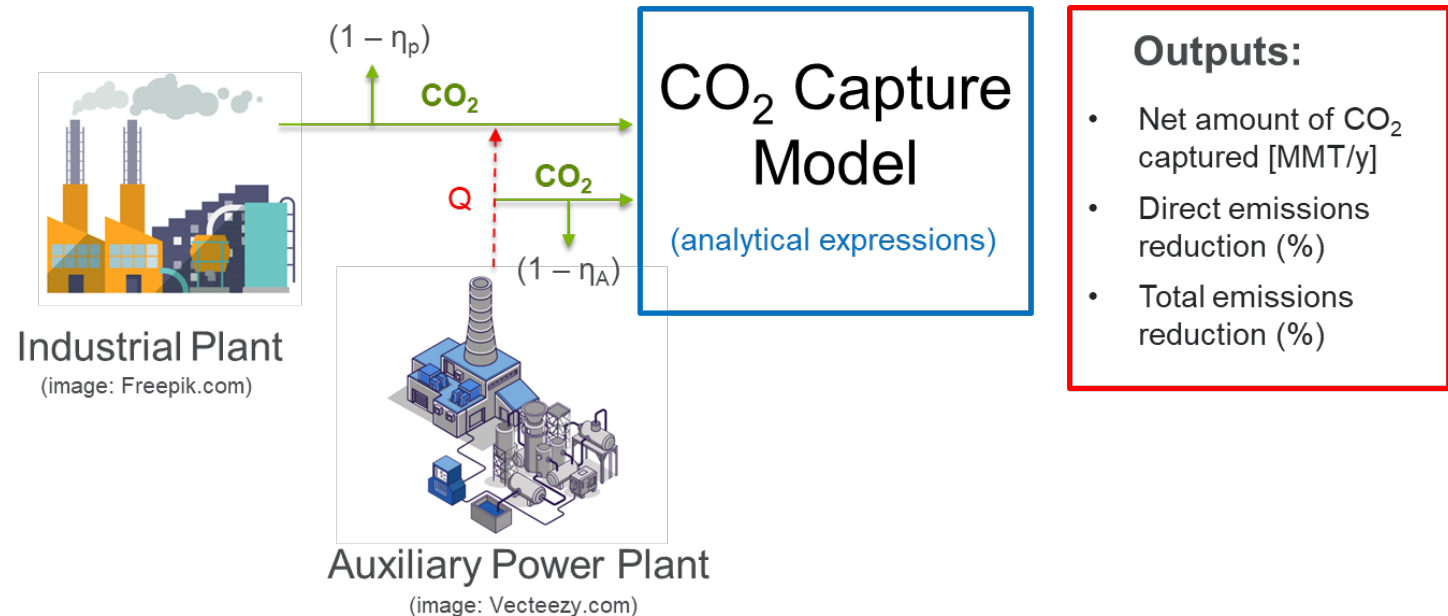 (1 – ηp)
CO2
Q
CO2
(1 – ηA)
Industrial Plant
(image: Freepik.com)
Auxiliary Power Plant
(image: Vecteezy.com)
CO2 Capture
Model
(analytical expressions)
Outputs:
• Net amount of CO2
captured [MMT/y]
• Direct emissions
reduction (%)
• Total emissions
reduction (%)